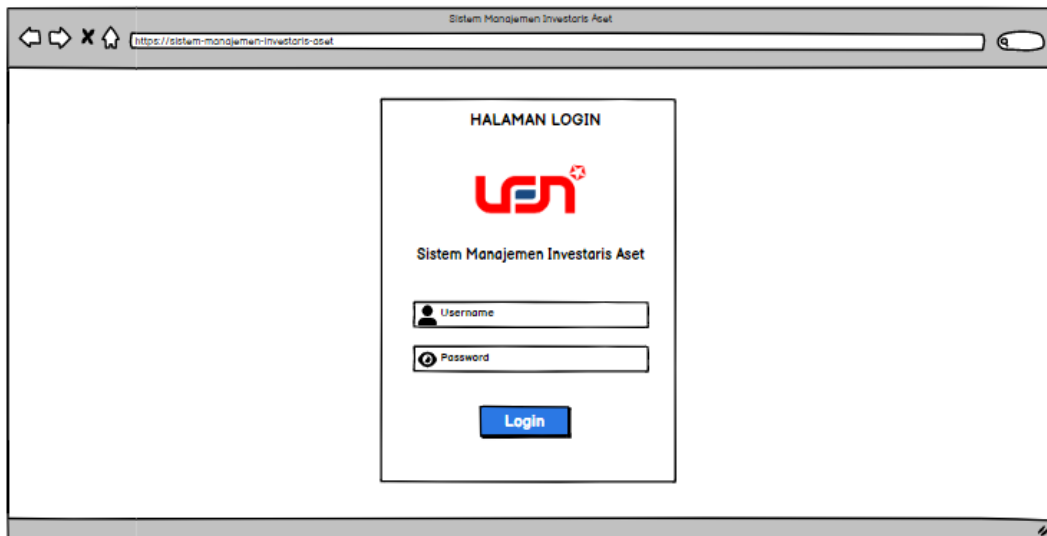 Sistem Manajemen Investaris Aset
https://sistem-manajemen-investaris-aset
HALAMAN LOGIN
Len
Sistem Manajemen Investaris Aset
Username
Password
Login